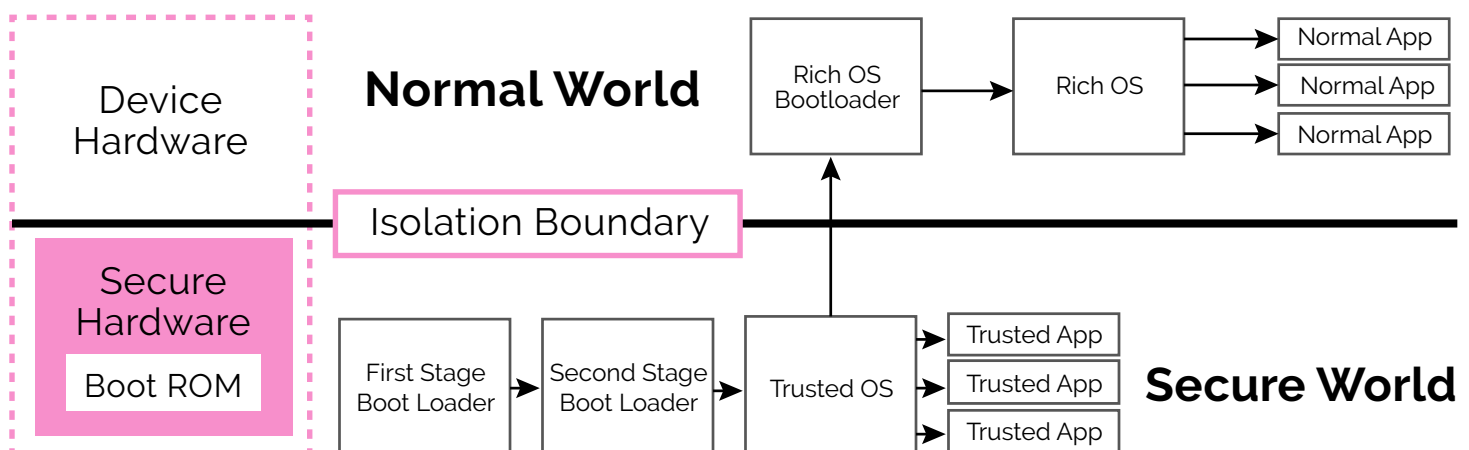 Device
Hardware
Normal World
Rich OS
Bootloader
Rich OS
Normal App
Normal App
Normal App
Isolation Boundary
Secure
Hardware
Boot ROM
First Stage
Boot Loader
Second Stage
Boot Loader
Trusted OS
Trusted App
Trusted App
Trusted App
Secure World